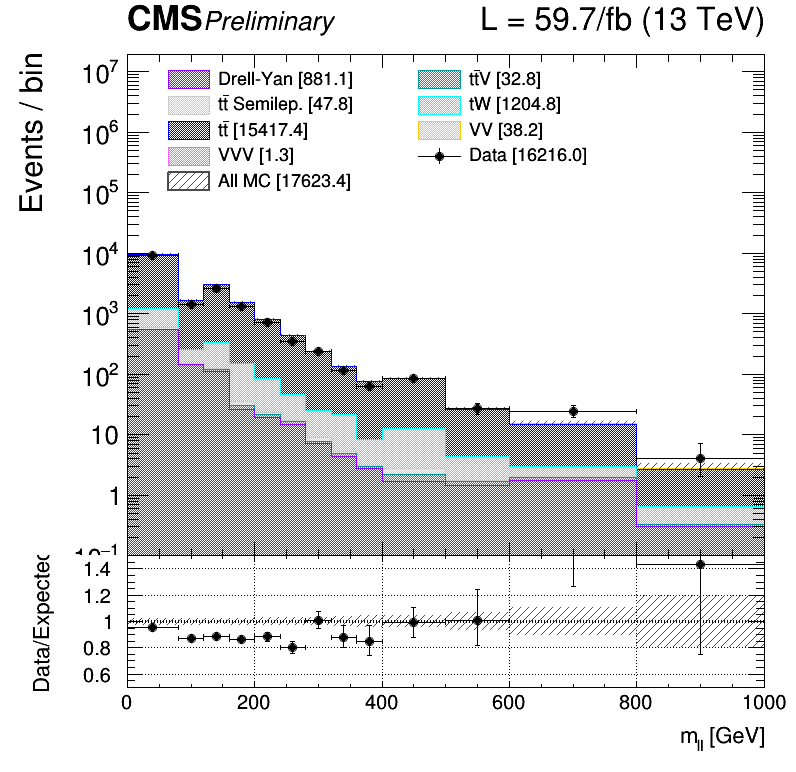 CMS Preliminary L = 59.7/fb (13 TeV)
Events / bin
10⁷
10⁶
10⁵
10⁴
10³
10²
10
1
10⁻¹
Drell-Yan [881.1]
tt̄ Semilep. [47.8]
tt̄ [15417.4]
VVV [1.3]
All MC [17623.4]
tt̄V [32.8]
tW [1204.8]
VV [38.2]
Data [16216.0]
Data/Expected
1.4
1.2
1
0.8
0.6
0 200 400 600 800 1000
m_ll [GeV]